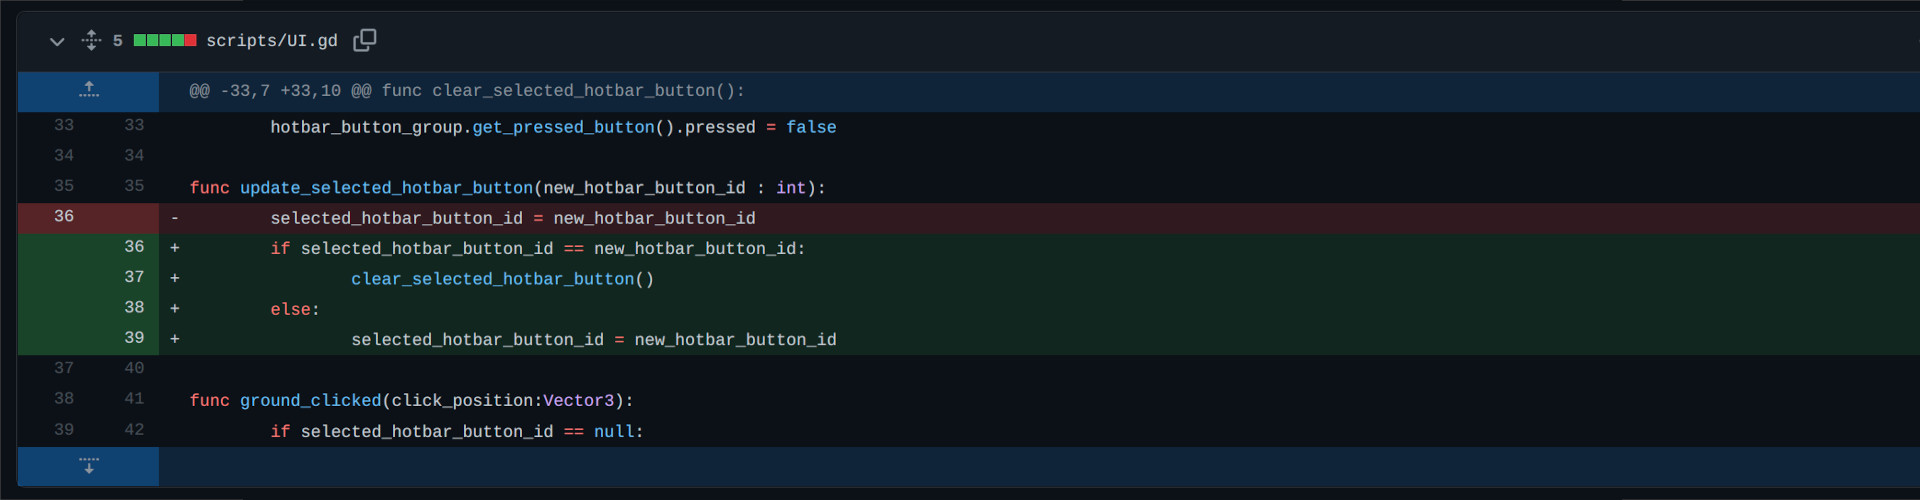 5 scripts/UI.gd
@@ -33,7 +33,10 @@ func clear_selected_hotbar_button():
33 33 hotbar_button_group.get_pressed_button().pressed = false
34 34
35 35 func update_selected_hotbar_button(new_hotbar_button_id : int):
36 - selected_hotbar_button_id = new_hotbar_button_id
36 + if selected_hotbar_button_id == new_hotbar_button_id:
37 + clear_selected_hotbar_button()
38 + else:
39 + selected_hotbar_button_id = new_hotbar_button_id
37 40
38 41 func ground_clicked(click_position:Vector3):
39 42 if selected_hotbar_button_id == null: